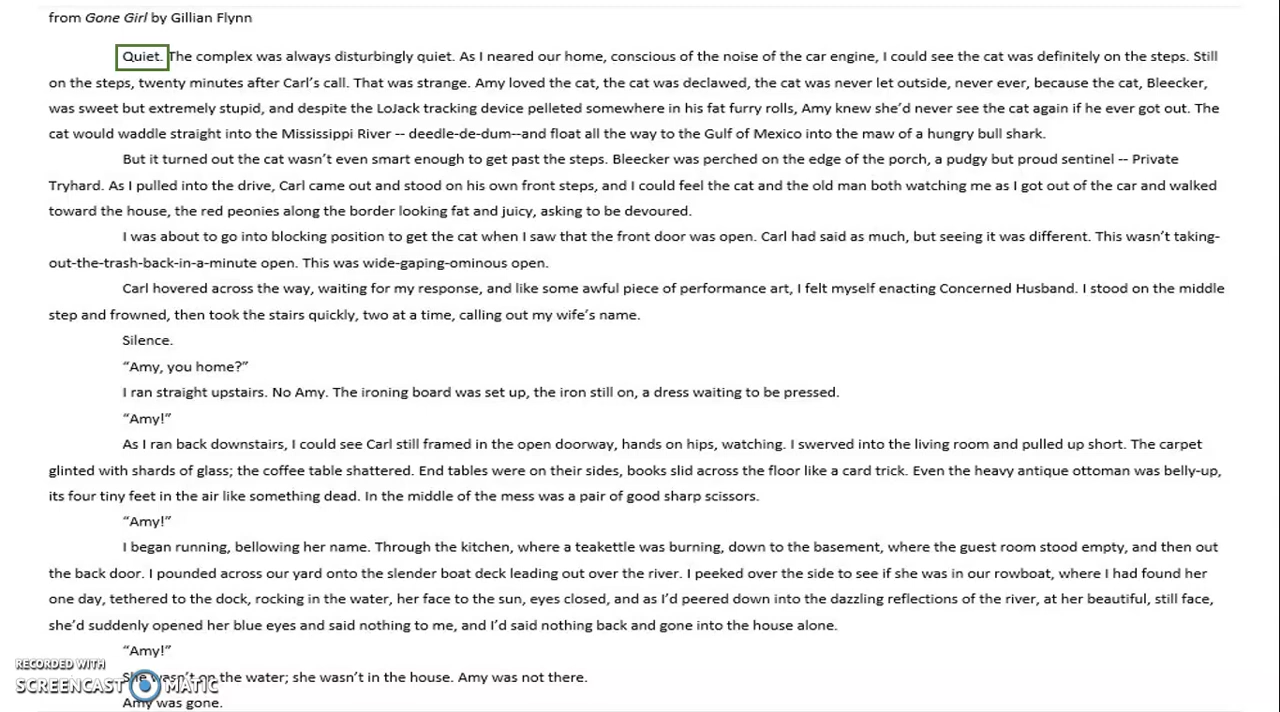 from Gone Girl by Gillian Flynn
Quiet. The complex was always disturbingly quiet. As I neared our home, conscious of the noise of the car engine, I could see the cat was definitely on the steps. Still
on the steps, twenty minutes after Carl’s call. That was strange. Amy loved the cat, the cat was declawed, the cat was never let outside, never ever, because the cat, Bleecker,
was sweet but extremely stupid, and despite the LoJack tracking device pelleted somewhere in his fat furry rolls, Amy knew she’d never see the cat again if he ever got out. The
cat would waddle straight into the Mississippi River -- deedle-de-dum--and float all the way to the Gulf of Mexico into the maw of a hungry bull shark.
But it turned out the cat wasn’t even smart enough to get past the steps. Bleecker was perched on the edge of the porch, a pudgy but proud sentinel -- Private
Tryhard. As I pulled into the drive, Carl came out and stood on his own front steps, and I could feel the cat and the old man both watching me as I got out of the car and walked
toward the house, the red peonies along the border looking fat and juicy, asking to be devoured.
I was about to go into blocking position to get the cat when I saw that the front door was open. Carl had said as much, but seeing it was different. This wasn’t taking-
out-the-trash-back-in-a-minute open. This was wide-gaping-ominous open.
Carl hovered across the way, waiting for my response, and like some awful piece of performance art, I felt myself enacting Concerned Husband. I stood on the middle
step and frowned, then took the stairs quickly, two at a time, calling out my wife’s name.
Silence.
“Amy, you home?”
I ran straight upstairs. No Amy. The ironing board was set up, the iron still on, a dress waiting to be pressed.
“Amy!”
As I ran back downstairs, I could see Carl still framed in the open doorway, hands on hips, watching. I swerved into the living room and pulled up short. The carpet
glinted with shards of glass; the coffee table shattered. End tables were on their sides, books slid across the floor like a card trick. Even the heavy antique ottoman was belly-up,
its four tiny feet in the air like something dead. In the middle of the mess was a pair of good sharp scissors.
“Amy!”
I began running, bellowing her name. Through the kitchen, where a teakettle was burning, down to the basement, where the guest room stood empty, and then out
the back door. I pounded across our yard onto the slender boat deck leading out over the river. I peeked over the side to see if she was in our rowboat, where I had found her
one day, tethered to the dock, rocking in the water, her face to the sun, eyes closed, and as I’d peered down into the dazzling reflections of the river, at her beautiful, still face,
she’d suddenly opened her blue eyes and said nothing to me, and I’d said nothing back and gone into the house alone.
“Amy!”
She wasn’t on the water; she wasn’t in the house. Amy was not there.
Amy was gone.
RECORDED WITH
SCREENCAST MATIC